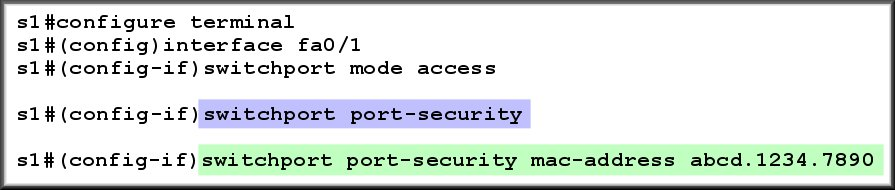 s1#configure terminal
s1#(config)interface fa0/1
s1#(config-if)switchport mode access
s1#(config-if)switchport port-security
s1#(config-if)switchport port-security mac-address abcd.1234.7890